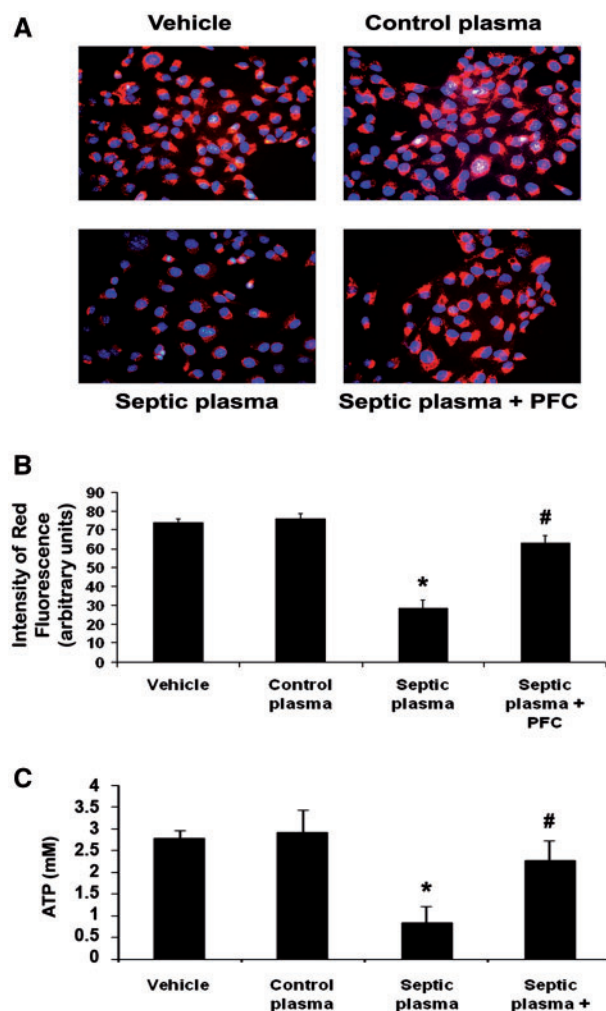 A
Vehicle
Control plasma
Septic plasma
Septic plasma + PFC
B
Intensity of Red
Fluorescence
(arbitrary units)
90
80
70
60
50
40
30
20
10
0
*
#
Vehicle
Control
plasma
Septic
plasma
Septic
plasma +
PFC
C
ATP (mM)
4
3.5
3
2.5
2
1.5
1
0.5
0
*
#
Vehicle
Control
plasma
Septic
plasma
Septic
plasma +